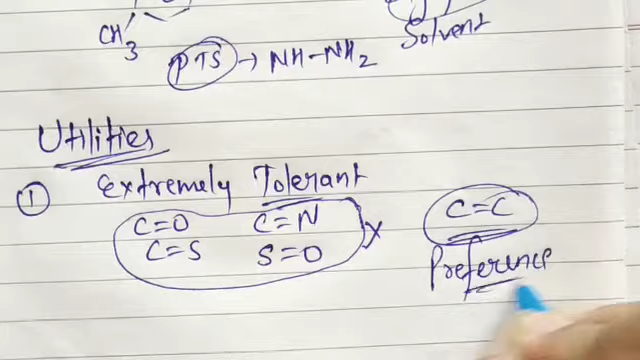 CH3
Solvent
PTS → NH-NH2
Utilities
① Extremely Tolerant
C=O C=N
C=S S=O
x
C=C
Preference